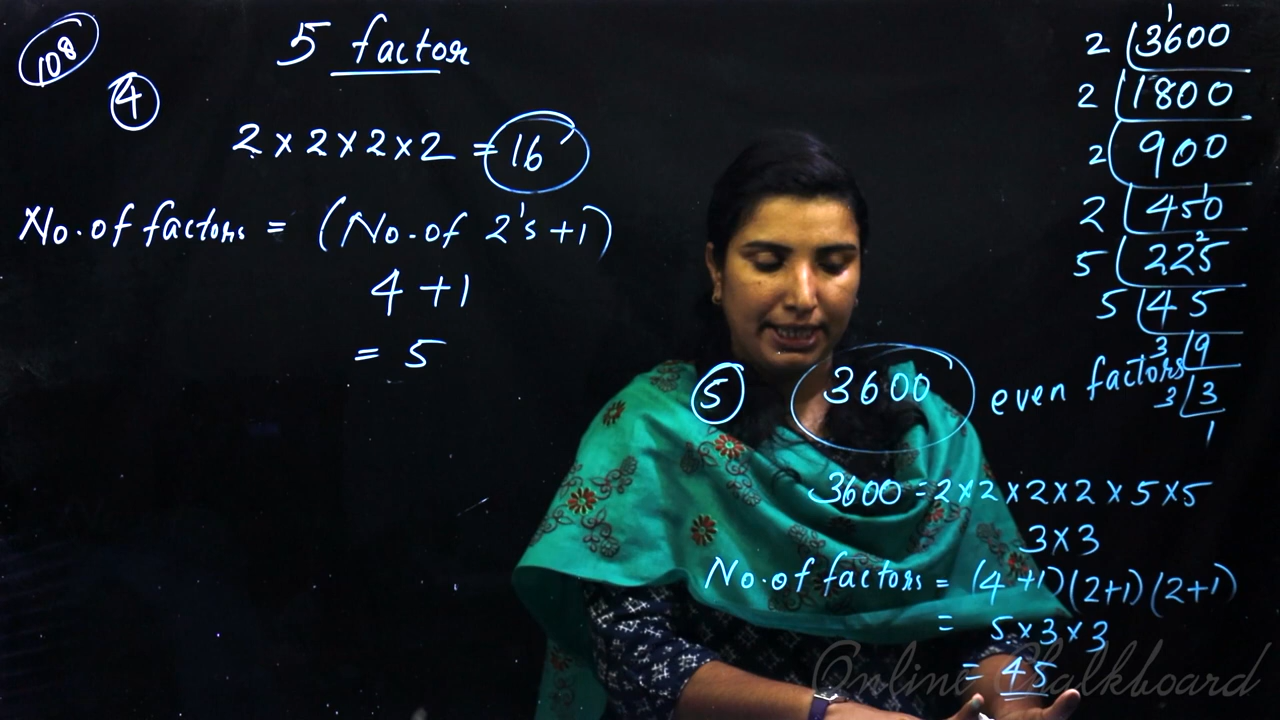 108
5 factor
4
2 × 2 × 2 × 2 = 16
No. of factors = (No. of 2's + 1)
4 + 1
= 5
2 3600
2 1800
2 900
2 450
5 225
5 45
3 9
3 3
1
5 3600 even factors
3600 = 2 × 2 × 2 × 2 × 5 × 5
3 × 3
No. of factors = (4 + 1) (2 + 1) (2 + 1)
= 5 × 3 × 3
= 45
Online Chalkboard